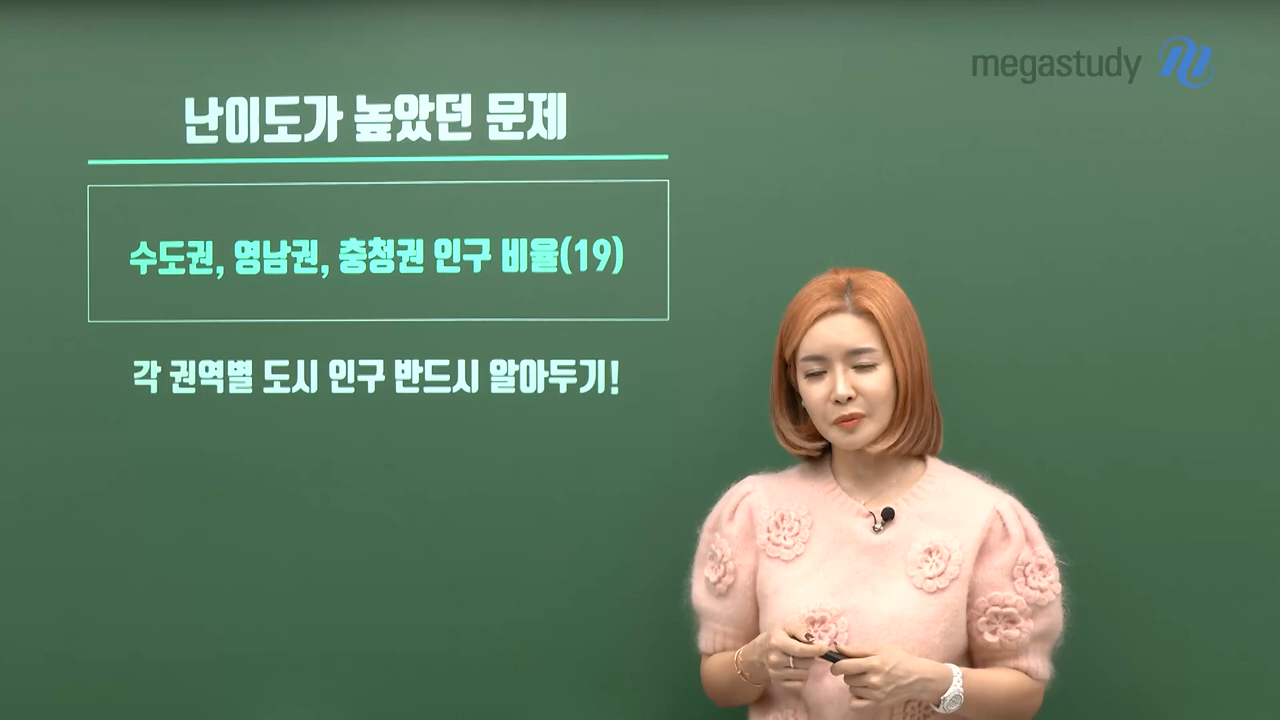 megastudy
난이도가 높았던 문제
수도권, 영남권, 충청권 인구 비율(19)
각 권역별 도시 인구 반드시 알아두기!